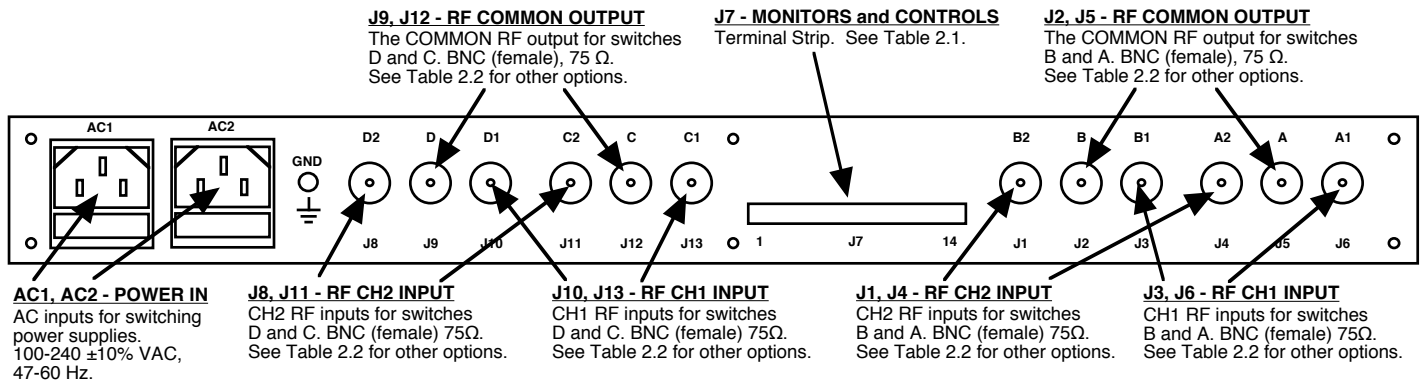 J9, J12 - RF COMMON OUTPUT
The COMMON RF output for switches
D and C. BNC (female), 75 Ω.
See Table 2.2 for other options.
J7 - MONITORS and CONTROLS
Terminal Strip. See Table 2.1.
J2, J5 - RF COMMON OUTPUT
The COMMON RF output for switches
B and A. BNC (female), 75 Ω.
See Table 2.2 for other options.
AC1 AC2 GND D2 D D1 C2 C C1 B2 B B1 A2 A A1
J8 J9 J10 J11 J12 J13 1 J7 14 J1 J2 J3 J4 J5 J6
AC1, AC2 - POWER IN
AC inputs for switching
power supplies.
100-240 ±10% VAC,
47-60 Hz.
J8, J11 - RF CH2 INPUT
CH2 RF inputs for switches
D and C. BNC (female) 75Ω.
See Table 2.2 for other options.
J10, J13 - RF CH1 INPUT
CH1 RF inputs for switches
D and C. BNC (female) 75Ω.
See Table 2.2 for other options.
J1, J4 - RF CH2 INPUT
CH2 RF inputs for switches
B and A. BNC (female) 75Ω.
See Table 2.2 for other options.
J3, J6 - RF CH1 INPUT
CH1 RF inputs for switches
B and A. BNC (female) 75Ω.
See Table 2.2 for other options.